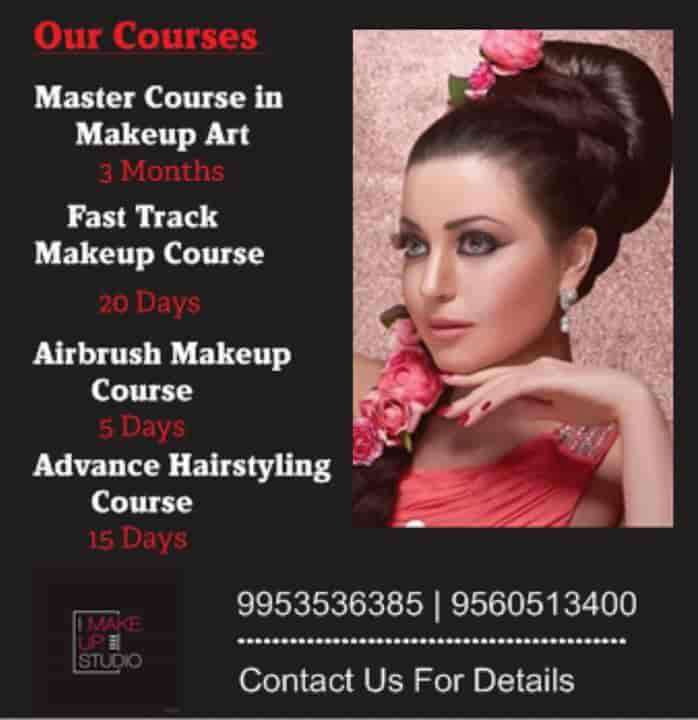 Our Courses
Master Course in
Makeup Art
3 Months
Fast Track
Makeup Course
20 Days
Airbrush Makeup
Course
5 Days
Advance Hairstyling
Course
15 Days
I MAKE
UP
STUDIO
9953536385 | 9560513400
Contact Us For Details